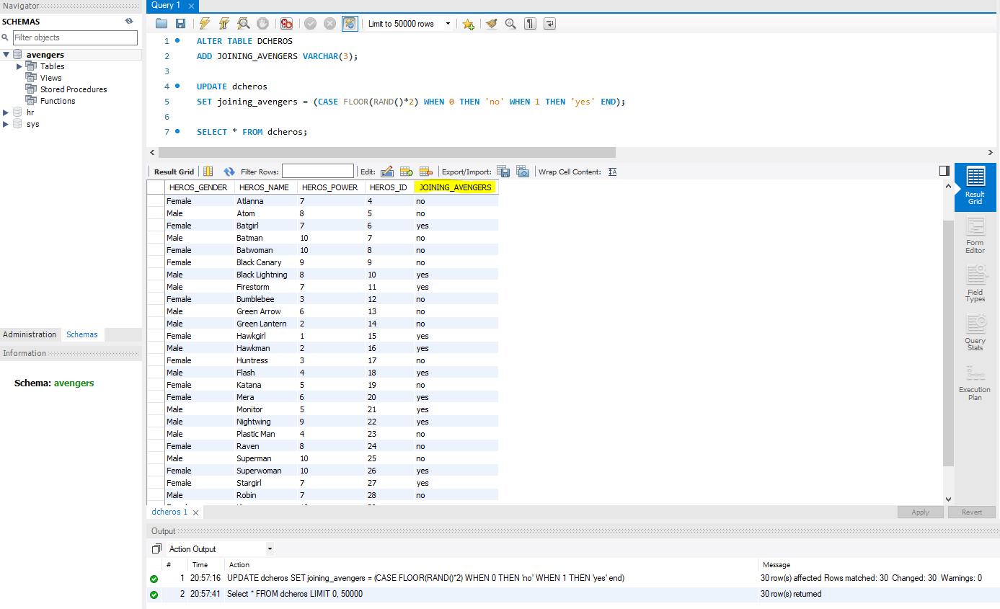 Navigator
SCHEMAS
Filter objects
avengers
Tables
Views
Stored Procedures
Functions
hr
sys
Administration Schemas
Information
Schema: avengers
Query 1
Limit to 50000 rows
1 ALTER TABLE DCHEROS
2 ADD JOINING_AVENGERS VARCHAR(3);
3
4 UPDATE dcheros
5 SET joining_avengers = (CASE FLOOR(RAND()*2) WHEN 0 THEN 'no' WHEN 1 THEN 'yes' END);
6
7 SELECT * FROM dcheros;
Result Grid Filter Rows: Edit: Export/Import: Wrap Cell Content:
HEROS_GENDER HEROS_NAME HEROS_POWER HEROS_ID JOINING_AVENGERS
Female Atlanna 7 4 no
Male Atom 8 5 no
Female Batgirl 7 6 yes
Male Batman 10 7 no
Female Batwoman 10 8 no
Female Black Canary 9 9 no
Male Black Lightning 8 10 yes
Male Firestorm 7 11 yes
Female Bumblebee 3 12 no
Male Green Arrow 6 13 no
Male Green Lantern 2 14 no
Female Hawkgirl 1 15 yes
Male Hawkman 2 16 yes
Female Huntress 3 17 no
Male Flash 4 18 yes
Female Katana 5 19 no
Female Mera 6 20 yes
Male Monitor 5 21 yes
Male Nightwing 9 22 yes
Male Plastic Man 4 23 no
Female Raven 8 24 no
Male Superman 10 25 no
Female Superwoman 10 26 yes
Female Stargirl 7 27 yes
Male Robin 7 28 no
Result
Grid
Form
Editor
Field
Types
Query
Stats
Execution
Plan
dcheros 1
Apply Revert
Output
Action Output
# Time Action Message
1 20:57:16 UPDATE dcheros SET joining_avengers = (CASE FLOOR(RAND()*2) WHEN 0 THEN 'no' WHEN 1 THEN 'yes' end) 30 row(s) affected Rows matched: 30 Changed: 30 Warnings: 0
2 20:57:41 Select * FROM dcheros LIMIT 0, 50000 30 row(s) returned